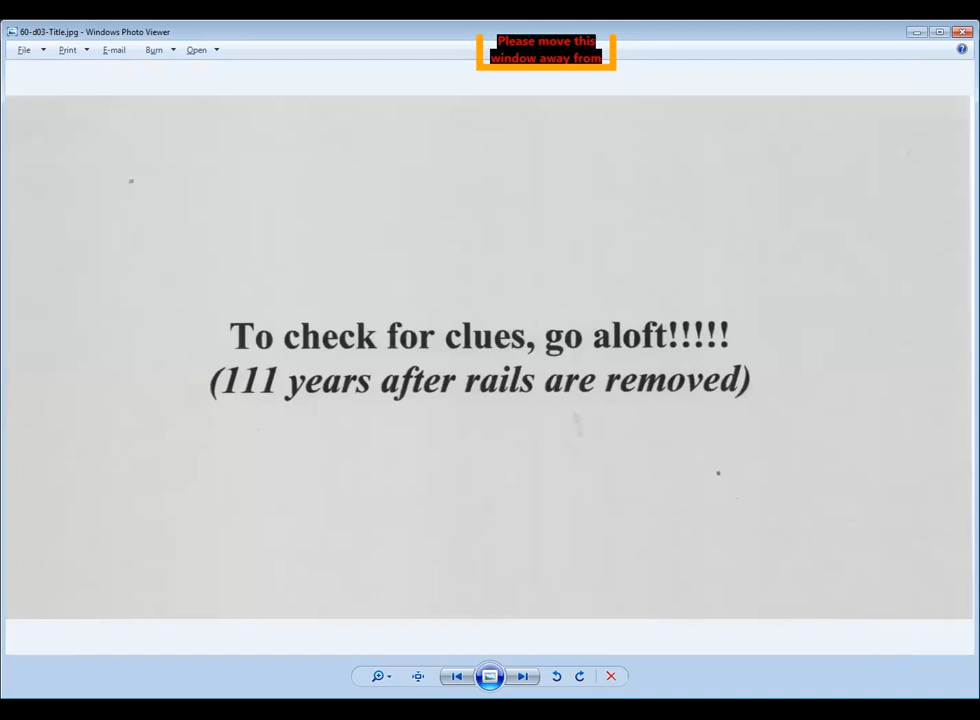 60-d03-Title.jpg - Windows Photo Viewer
File Print E-mail Burn Open
Please move this
window away from
To check for clues, go aloft!!!!!
(111 years after rails are removed)